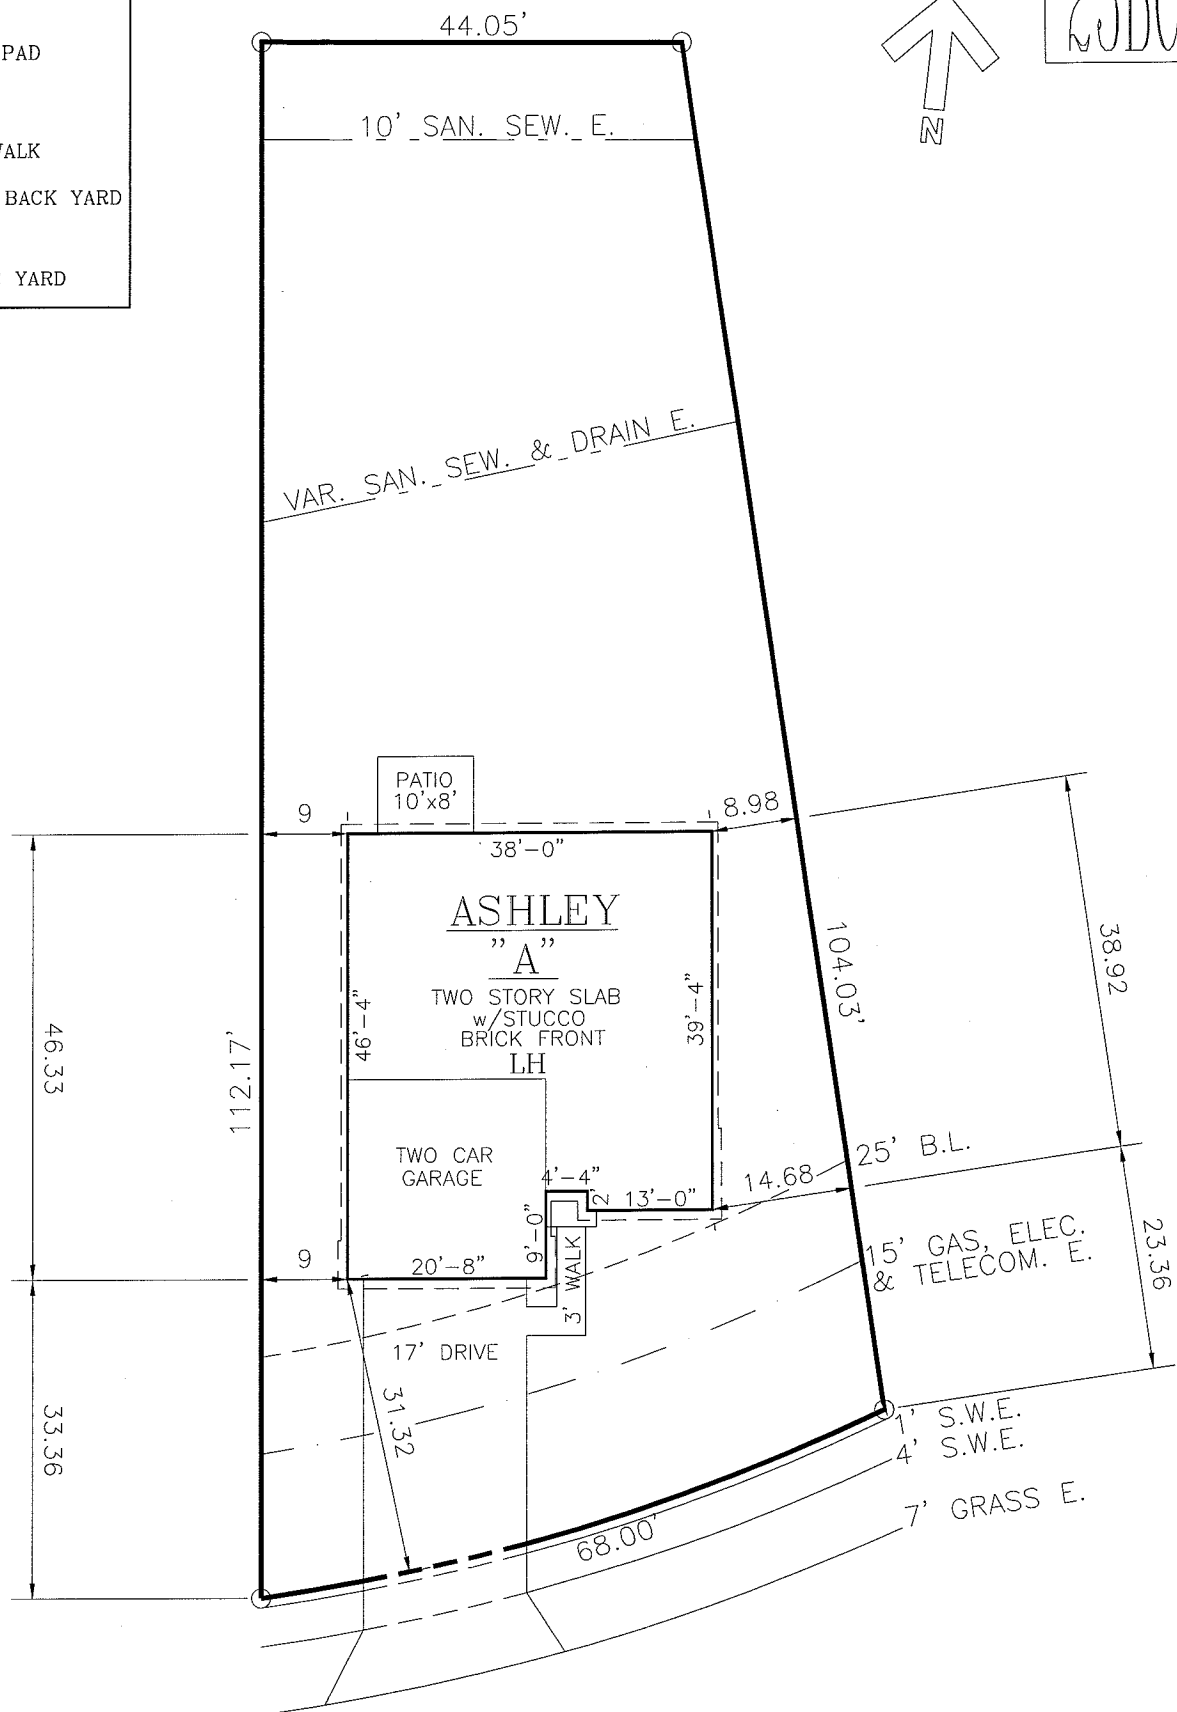 44.05'
PAD
WALK
BACK YARD
YARD
N
10' SAN. SEW. E.
VAR. SAN. SEW. & DRAIN E.
PATIO
10'x8'
9
8.98
38'-0"
ASHLEY
"A"
TWO STORY SLAB
w/STUCCO
BRICK FRONT
LH
46'-4"
39'-4"
104.03'
38.92
46.33
112.17'
TWO CAR
GARAGE
4'-4"
2
13'-0"
14.68
25' B.L.
9'-0"
20'-8"
9
3' WALK
15' GAS, ELEC.
& TELECOM. E.
23.36
17' DRIVE
31.32
33.36
1' S.W.E.
4' S.W.E.
7' GRASS E.
68.00'